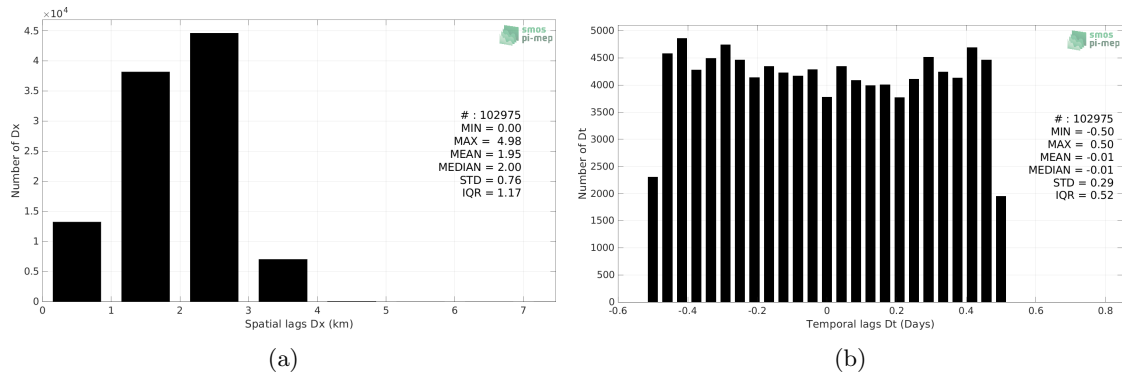 ×10⁴
4.5
4
3.5
3
2.5
2
1.5
1
0.5
0
Number of Dx
0 1 2 3 4 5 6 7
Spatial lags Dx (km)
smos
pi-mep
# : 102975
MIN = 0.00
MAX = 4.98
MEAN = 1.95
MEDIAN = 2.00
STD = 0.76
IQR = 1.17
(a)
5000
4500
4000
3500
3000
2500
2000
1500
1000
500
0
Number of Dt
-0.6 -0.4 -0.2 0 0.2 0.4 0.6 0.8
Temporal lags Dt (Days)
smos
pi-mep
# : 102975
MIN = -0.50
MAX = 0.50
MEAN = -0.01
MEDIAN = -0.01
STD = 0.29
IQR = 0.52
(b)